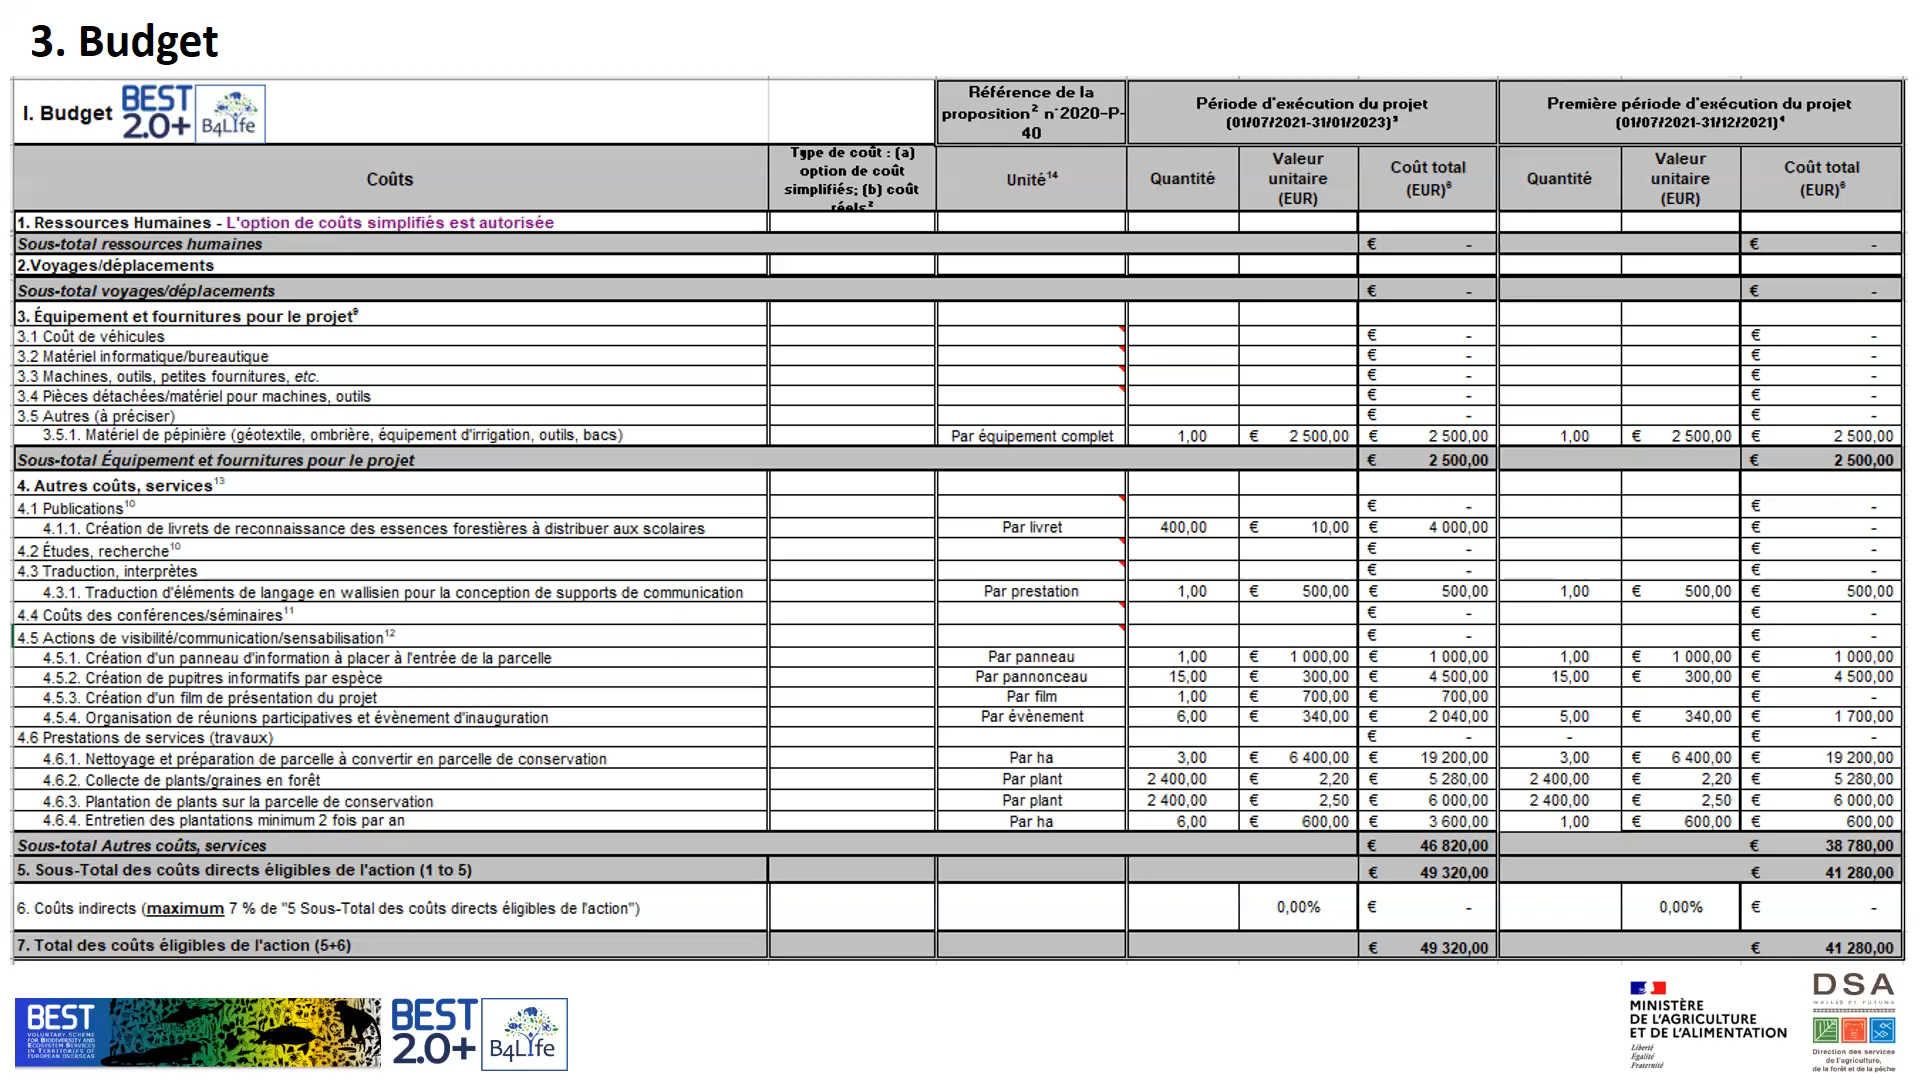 3. Budget
I. Budget BEST 2.0+ B4Life
Référence de la proposition² n°2020-P-40
Période d'exécution du projet (01/07/2021-31/01/2023)³
Première période d'exécution du projet (01/07/2021-31/12/2021)⁴
Coûts
Type de coût : (a) option de coût simplifiés; (b) coût réels²
Unité¹⁴
Quantité
Valeur unitaire (EUR)
Coût total (EUR)⁸
Quantité
Valeur unitaire (EUR)
Coût total (EUR)⁸
1. Ressources Humaines - L'option de coûts simplifiés est autorisée
Sous-total ressources humaines € - € -
2.Voyages/déplacements
Sous-total voyages/déplacements € - € -
3. Équipement et fournitures pour le projet⁹
3.1 Coût de véhicules € - € -
3.2 Matériel informatique/bureautique € - € -
3.3 Machines, outils, petites fournitures, etc. € - € -
3.4 Pièces détachées/matériel pour machines, outils € - € -
3.5 Autres (à préciser) € - € -
3.5.1. Matériel de pépinière (géotextile, ombrière, équipement d'irrigation, outils, bacs) Par équipement complet 1,00 € 2 500,00 € 2 500,00 1,00 € 2 500,00 € 2 500,00
Sous-total Équipement et fournitures pour le projet € 2 500,00 € 2 500,00
4. Autres coûts, services¹³
4.1 Publications¹⁰ € - € -
4.1.1. Création de livrets de reconnaissance des essences forestières à distribuer aux scolaires Par livret 400,00 € 10,00 € 4 000,00 € -
4.2 Études, recherche¹⁰ € - € -
4.3 Traduction, interprètes € - € -
4.3.1. Traduction d'éléments de langage en wallisien pour la conception de supports de communication Par prestation 1,00 € 500,00 € 500,00 1,00 € 500,00 € 500,00
4.4 Coûts des conférences/séminaires¹¹ € - € -
4.5 Actions de visibilité/communication/sensabilisation¹² € - € -
4.5.1. Création d'un panneau d'information à placer à l'entrée de la parcelle Par panneau 1,00 € 1 000,00 € 1 000,00 1,00 € 1 000,00 € 1 000,00
4.5.2. Création de pupitres informatifs par espèce Par pannonceau 15,00 € 300,00 € 4 500,00 15,00 € 300,00 € 4 500,00
4.5.3. Création d'un film de présentation du projet Par film 1,00 € 700,00 € 700,00 € -
4.5.4. Organisation de réunions participatives et évènement d'inauguration Par évènement 6,00 € 340,00 € 2 040,00 5,00 € 340,00 € 1 700,00
4.6 Prestations de services (travaux) € - - € -
4.6.1. Nettoyage et préparation de parcelle à convertir en parcelle de conservation Par ha 3,00 € 6 400,00 € 19 200,00 3,00 € 6 400,00 € 19 200,00
4.6.2. Collecte de plants/graines en forêt Par plant 2 400,00 € 2,20 € 5 280,00 2 400,00 € 2,20 € 5 280,00
4.6.3. Plantation de plants sur la parcelle de conservation Par plant 2 400,00 € 2,50 € 6 000,00 2 400,00 € 2,50 € 6 000,00
4.6.4. Entretien des plantations minimum 2 fois par an Par ha 6,00 € 600,00 € 3 600,00 1,00 € 600,00 € 600,00
Sous-total Autres coûts, services € 46 820,00 € 38 780,00
5. Sous-Total des coûts directs éligibles de l'action (1 to 5) € 49 320,00 € 41 280,00
6. Coûts indirects (maximum 7 % de "5 Sous-Total des coûts directs éligibles de l'action") 0,00% € - 0,00% € -
7. Total des coûts éligibles de l'action (5+6) € 49 320,00 € 41 280,00
BEST
VOLUNTARY SCHEME
FOR BIODIVERSITY AND
ECOSYSTEM SERVICES
IN TERRITORIES OF
EUROPEAN OVERSEAS
BEST 2.0+
B4Life
MINISTÈRE
DE L'AGRICULTURE
ET DE L'ALIMENTATION
Liberté
Égalité
Fraternité
DSA
WALLIS ET FUTUNA
Direction des services
de l'agriculture,
de la forêt et de la pêche